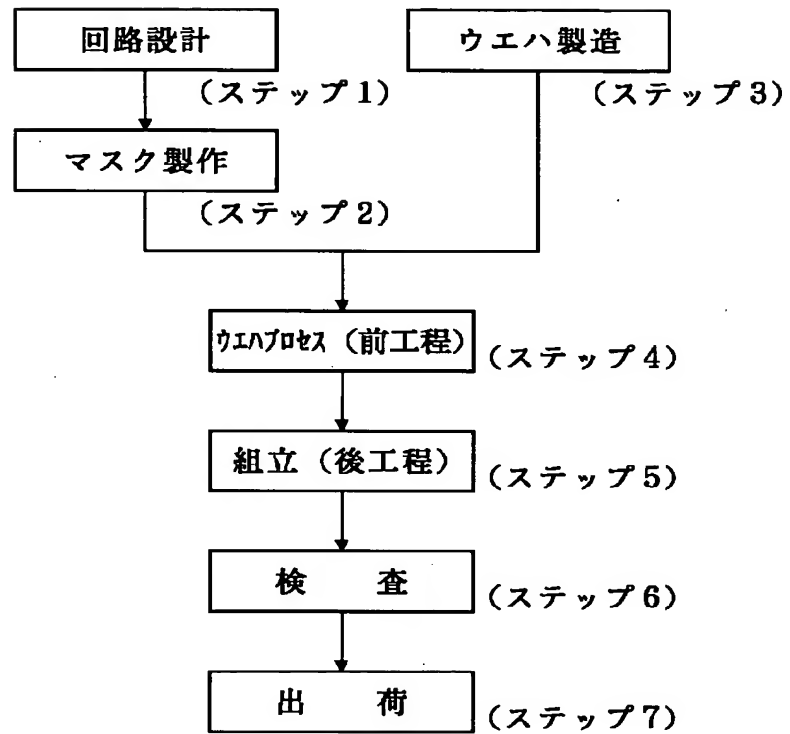 回路設計
(ステップ1)
ウエハ製造
(ステップ3)
マスク製作
(ステップ2)
ウエハプロセス(前工程)
(ステップ4)
組立(後工程)
(ステップ5)
検 査
(ステップ6)
出 荷
(ステップ7)